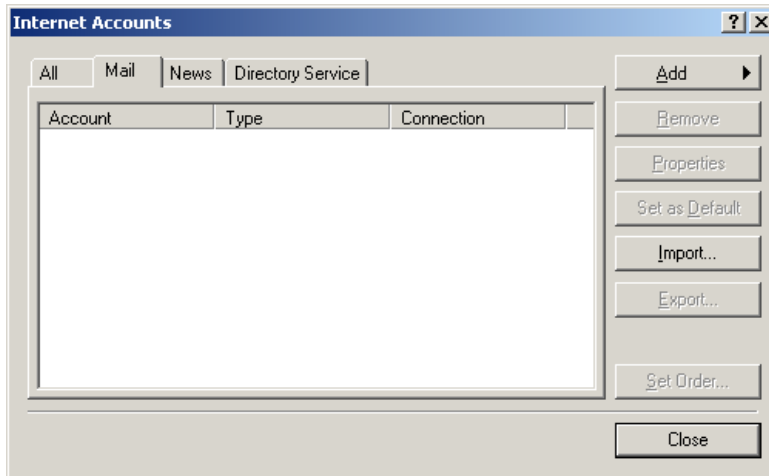 Internet Accounts
All Mail News Directory Service
Account Type Connection
Add
Remove
Properties
Set as Default
Import...
Export...
Set Order...
Close